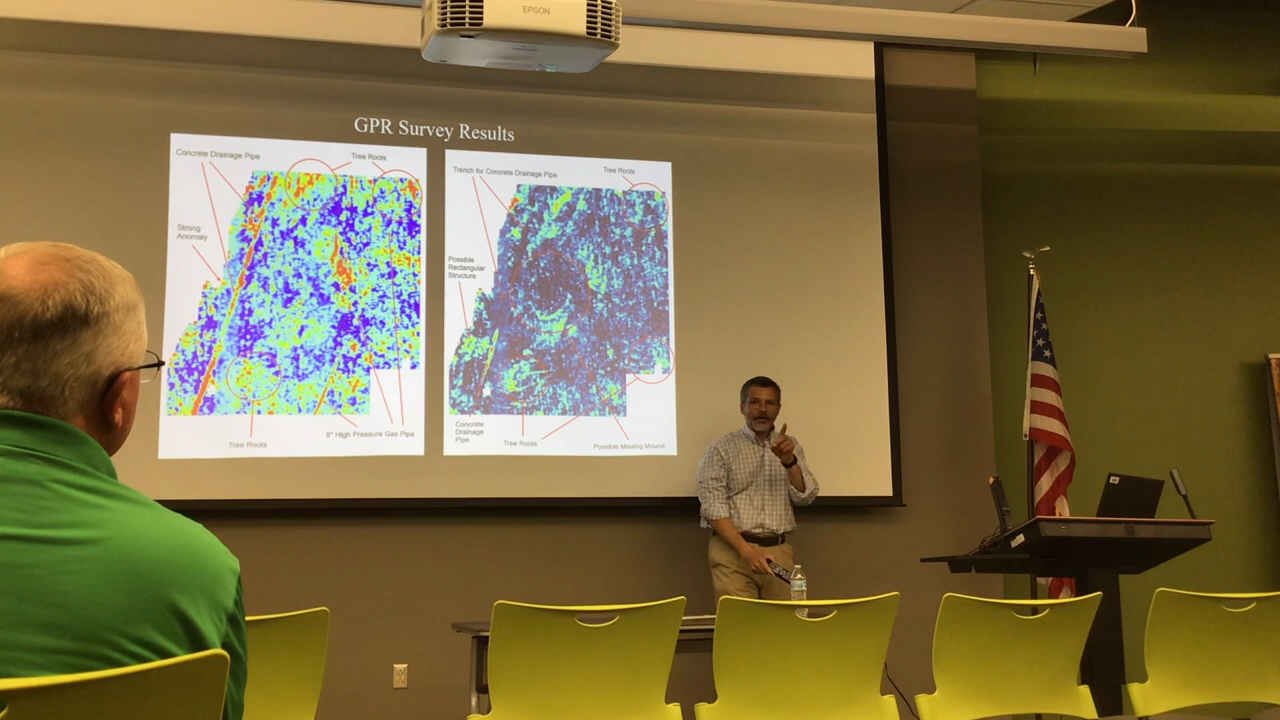 EPSON
GPR Survey Results
Concrete Drainage Pipe
Tree Roots
Strong
Anomaly
Tree Roots
8" High Pressure Gas Pipe
Trench for Concrete Drainage Pipe
Tree Roots
Possible
Rectangular
Structure
Concrete
Drainage
Pipe
Tree Roots
Possible Missing Mound